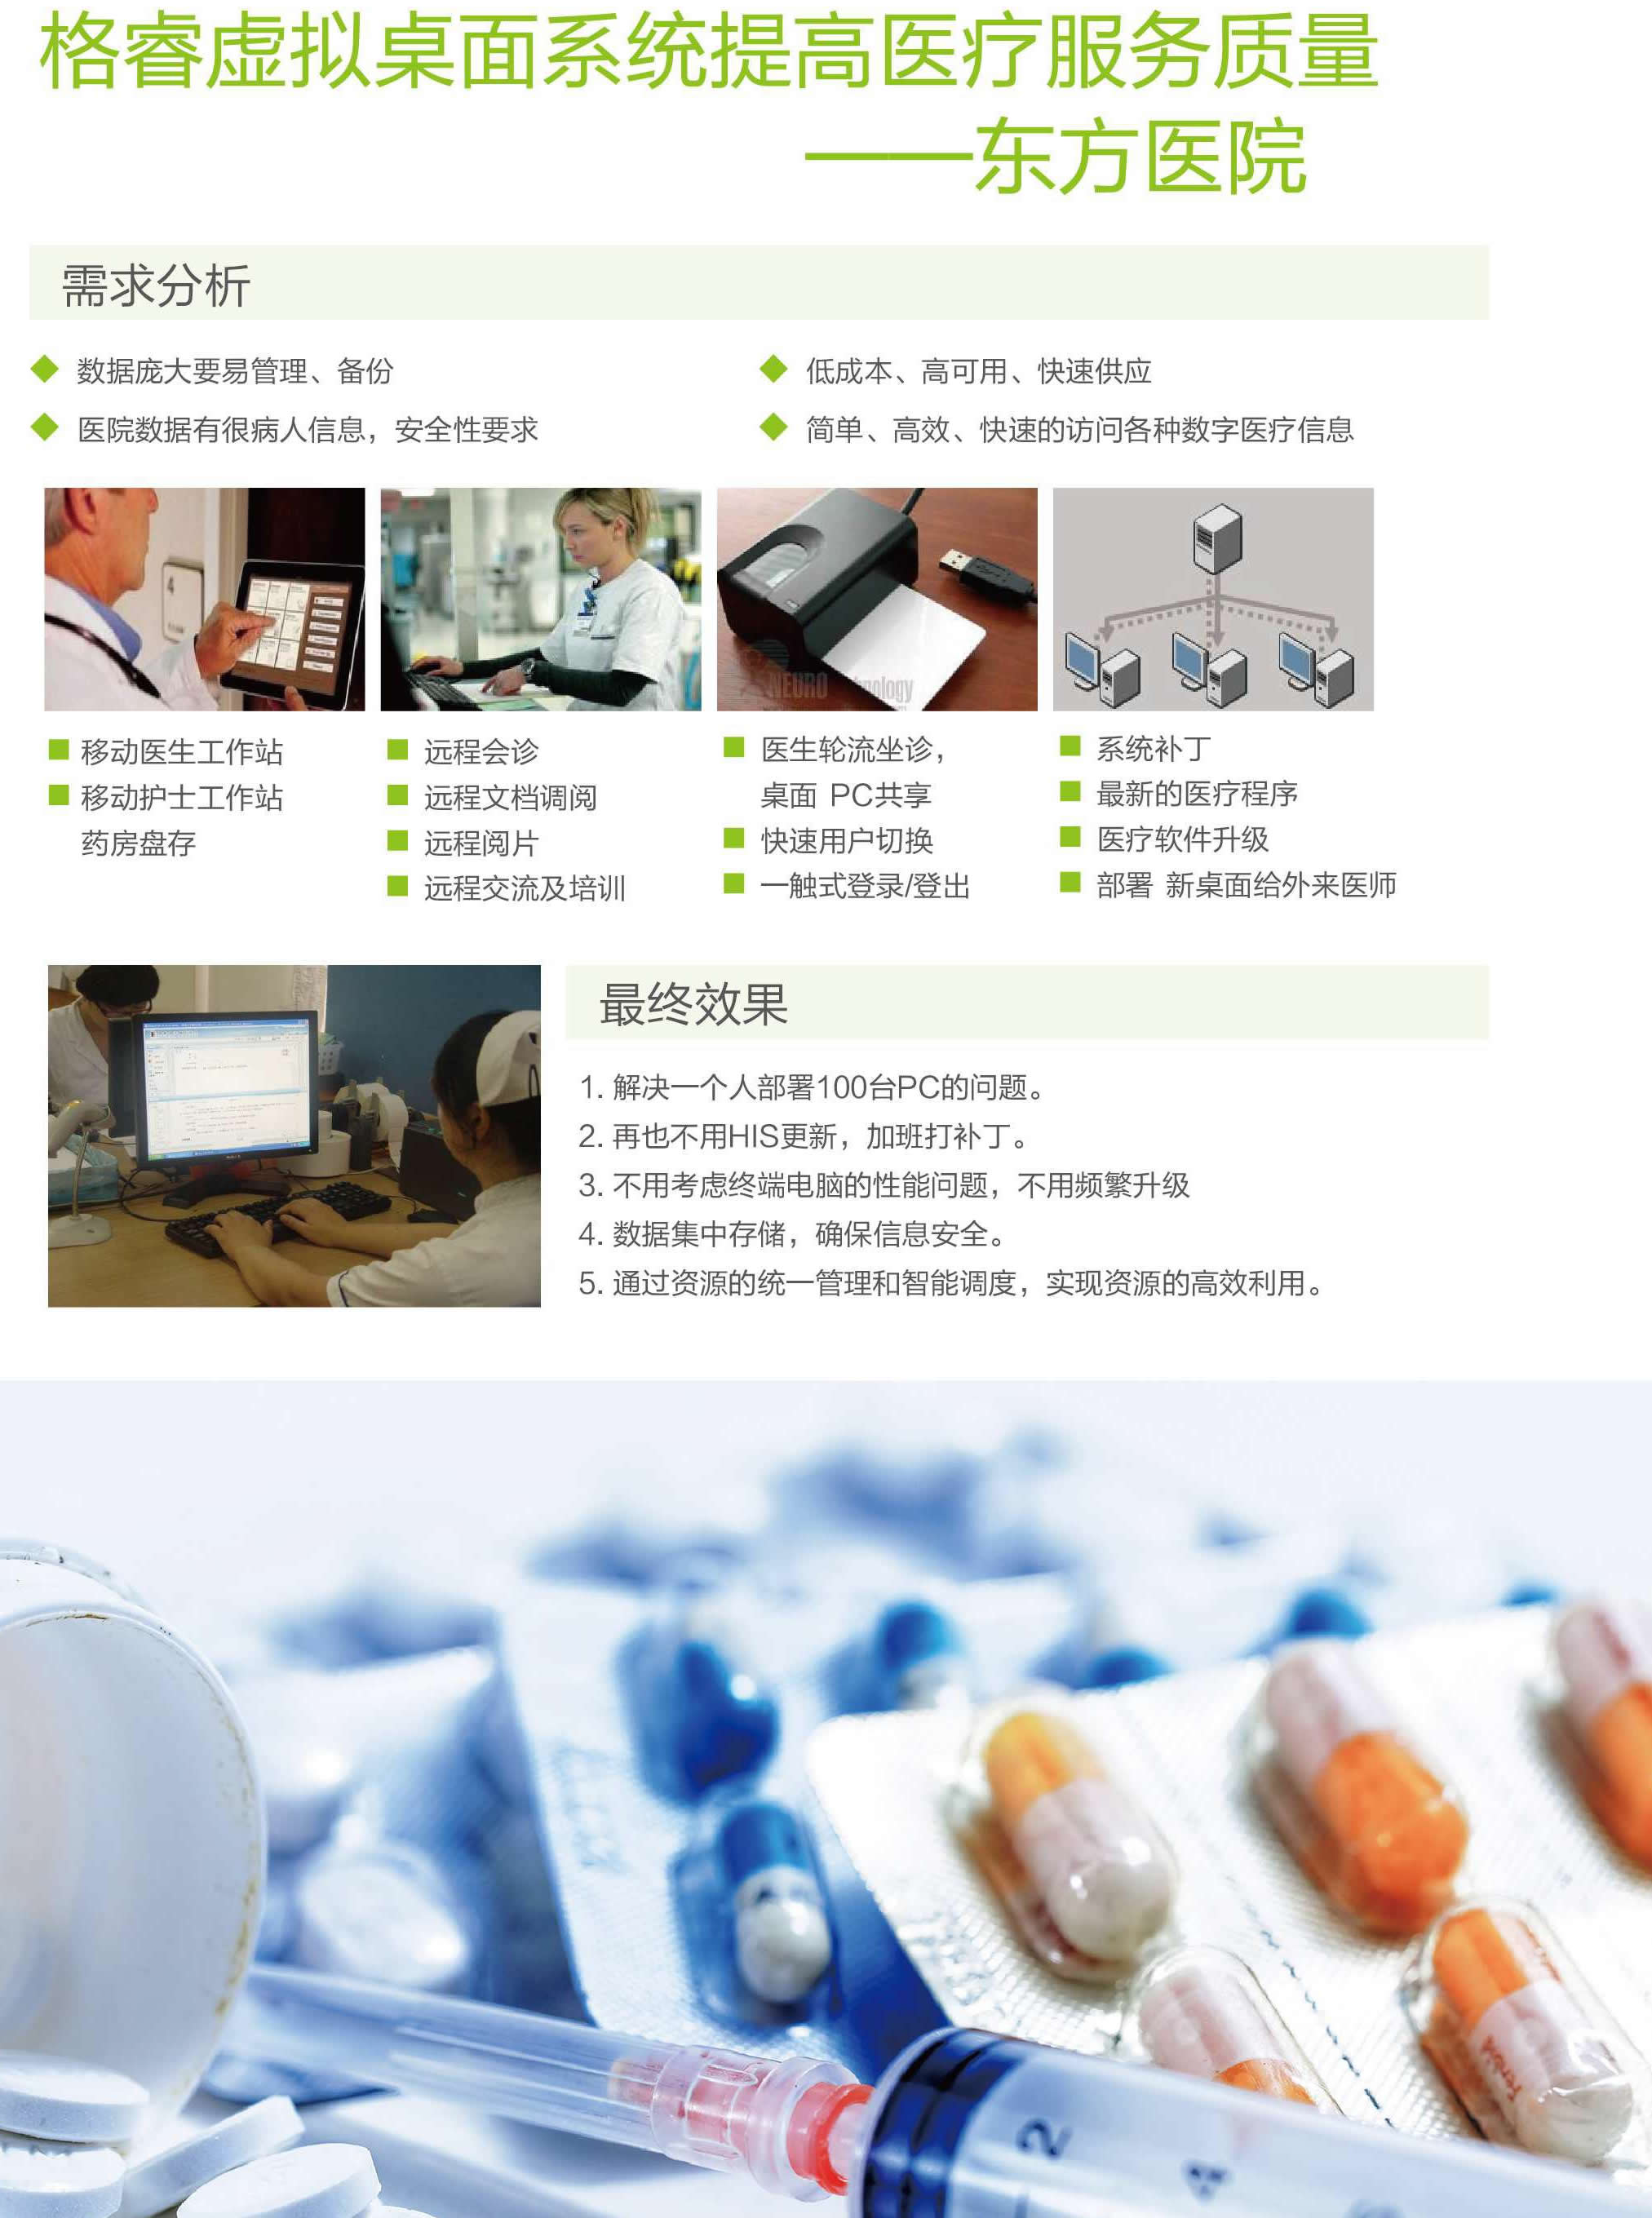 格睿虚拟桌面系统提高医疗服务质量
——东方医院
需求分析
数据庞大要易管理、备份
低成本、高可用、快速供应
医院数据有很病人信息，安全性要求
简单、高效、快速的访问各种数字医疗信息
4
NEURO
移动医生工作站
移动护士工作站
药房盘存
远程会诊
远程文档调阅
远程阅片
远程交流及培训
医生轮流坐诊，
桌面 PC共享
快速用户切换
一触式登录/登出
系统补丁
最新的医疗程序
医疗软件升级
部署 新桌面给外来医师
最终效果
1. 解决一个人部署100台PC的问题。
2. 再也不用HIS更新，加班打补丁。
3. 不用考虑终端电脑的性能问题，不用频繁升级
4. 数据集中存储，确保信息安全。
5. 通过资源的统一管理和智能调度，实现资源的高效利用。
2
4